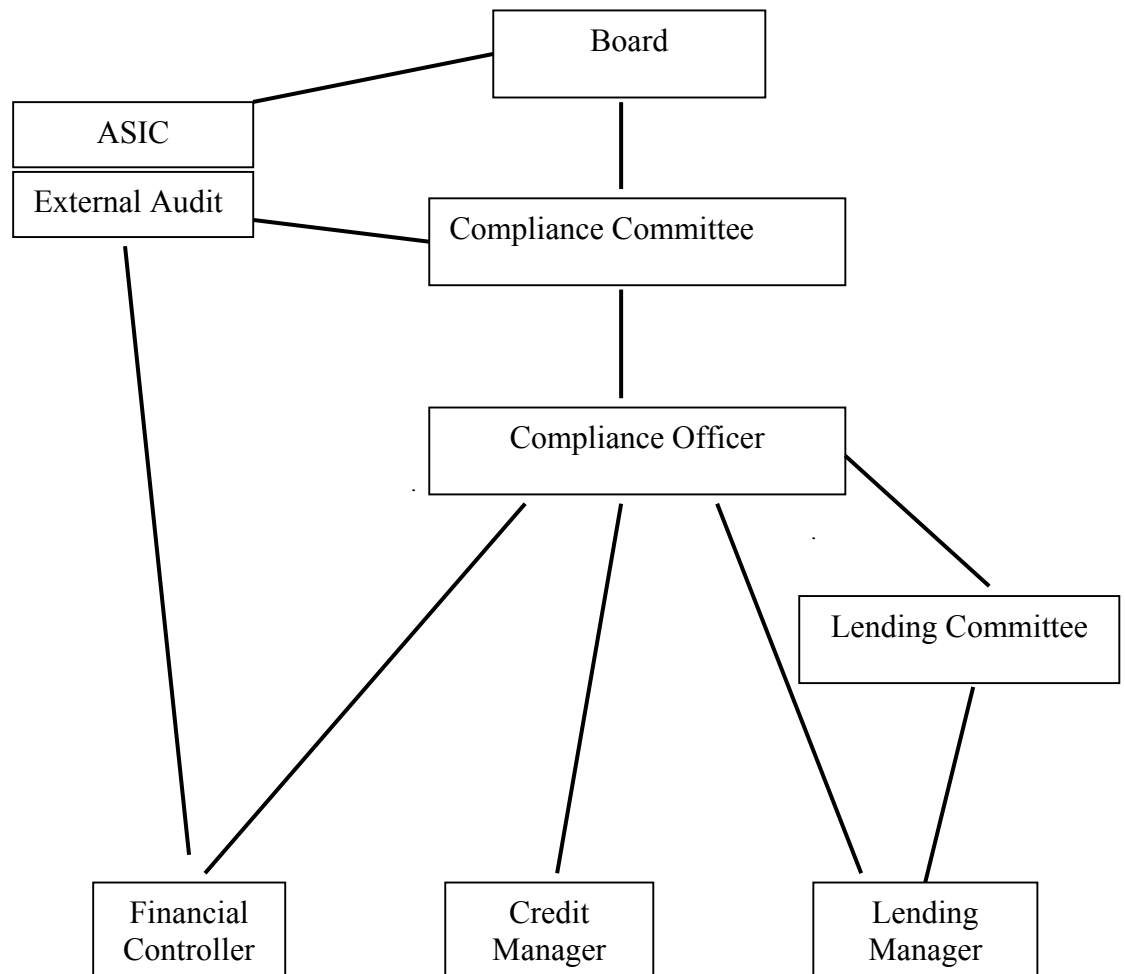 Board
ASIC
External Audit
Compliance Committee
Compliance Officer
Lending Committee
Financial
Controller
Credit
Manager
Lending
Manager